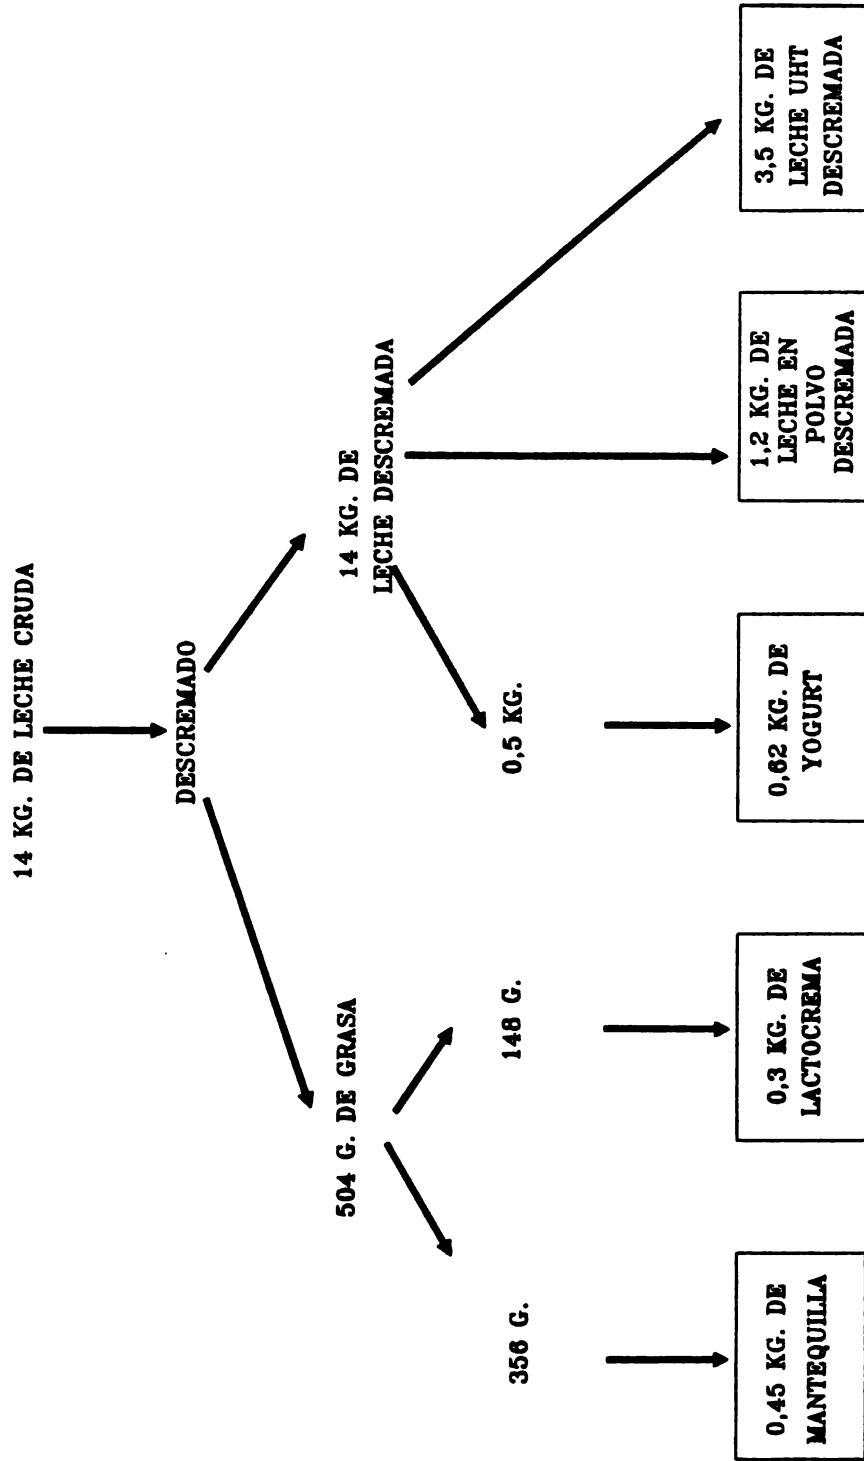 14 KG. DE LECHE CRUDA
DESCREMADO
504 G. DE GRASA
14 KG. DE
LECHE DESCREMADA
356 G.
148 G.
0,5 KG.
0,45 KG. DE
MANTEQUILLA
0,3 KG. DE
LACTOCREMA
0,62 KG. DE
YOGURT
1,2 KG. DE
LECHE EN
POLVO
DESCREMADA
3,5 KG. DE
LECHE UHT
DESCREMADA